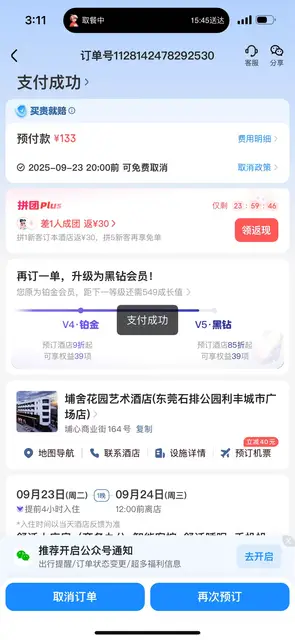 3:11
取餐中
15:45送达
订单号1128142478292530
客服
分享
支付成功
买贵就赔
预付款 ¥133
费用明细
2025-09-23 20:00前 可免费取消
取消政策
拼团Plus
仅剩 23:59:46
差1人成团 返¥30
拼1新客订本酒店返¥30，拼5新客再享免单
领返现
再订一单，升级为黑钻会员！
您原为铂金会员，距下一等级还需549成长值
V4·铂金
V5·黑钻
支付成功
预订酒店9折起
可享权益39项
预订酒店85折起
可享权益39项
埔舍花园艺术酒店(东莞石排公园利丰城市广场店)
埔心商业街164号 复制
立减40元
地图导航
联系酒店
设施详情
预订机票
09月23日(周二)
1晚
09月24日(周三)
提前4小时入住
12:00前离店
*入住时间以当天酒店反馈为准
推荐开启公众号通知
出行提醒/订单状态变更/超多福利信息
去开启
取消订单
再次预订